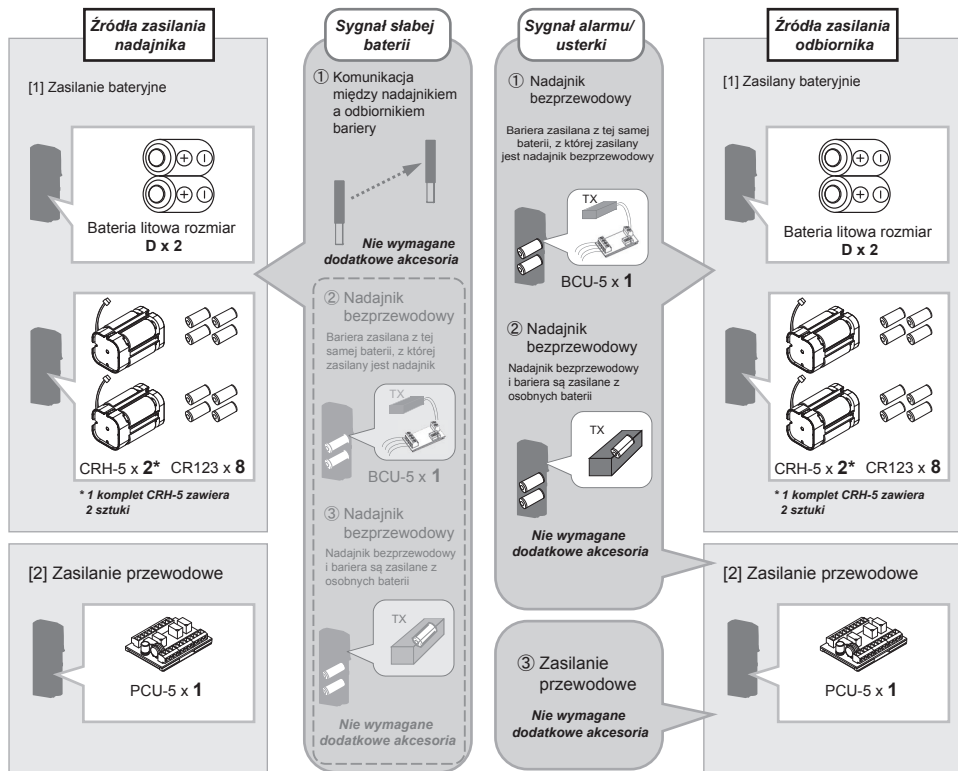 Źródła zasilania
nadajnika
[1] Zasilanie bateryjne
Bateria litowa rozmiar
D x 2
CRH-5 x 2* CR123 x 8
* 1 komplet CRH-5 zawiera
2 sztuki
[2] Zasilanie przewodowe
PCU-5 x 1
Sygnał słabej
baterii
① Komunikacja
między nadajnikiem
a odbiornikiem
bariery
Nie wymagane
dodatkowe akcesoria
② Nadajnik
bezprzewodowy
Bariera zasilana z tej
samej baterii, z której
zasilany jest nadajnik
TX
BCU-5 x 1
③ Nadajnik
bezprzewodowy
Nadajnik bezprzewodowy
i bariera są zasilane z
osobnych baterii
TX
Nie wymagane
dodatkowe akcesoria
Sygnał alarmu/
usterki
① Nadajnik
bezprzewodowy
Bariera zasilana z tej samej
baterii, z której zasilany
jest nadajnik bezprzewodowy
TX
BCU-5 x 1
② Nadajnik
bezprzewodowy
Nadajnik bezprzewodowy
i bariera są zasilane z
osobnych baterii
TX
Nie wymagane
dodatkowe akcesoria
③ Zasilanie
przewodowe
Nie wymagane
dodatkowe akcesoria
Źródła zasilania
odbiornika
[1] Zasilany bateryjnie
Bateria litowa rozmiar
D x 2
CRH-5 x 2* CR123 x 8
* 1 komplet CRH-5 zawiera
2 sztuki
[2] Zasilanie przewodowe
PCU-5 x 1